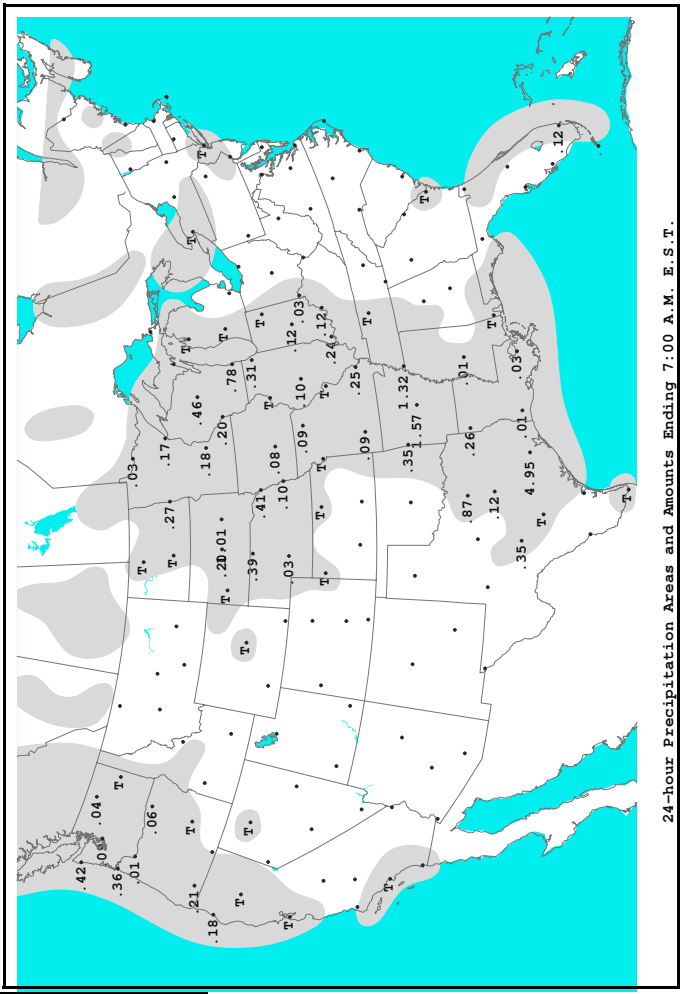 .42
.04
.36
T
.01
.03
T
.06
.17
.27
T
T
T
.21
T
.46
T
.18
.18
.20
T
T
.78
T
T
T
.31
.39
T
.41
T
.08
.10
T
.03
.12
.03
.10
.09
T
T
.12
T
T
.24
.25
.09
T
T
1.32
.35
1.57
T
.01
.87
.26
T
.12
.03
.35
.01
4.95
T
.12
T
24-hour Precipitation Areas and Amounts Ending 7:00 A.M. E.S.T.